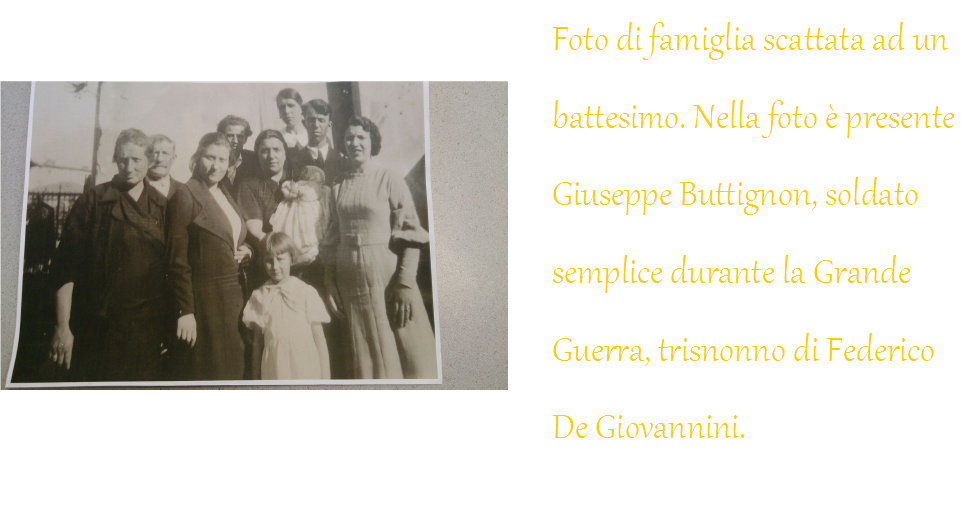 Foto di famiglia scattata ad un
battesimo. Nella foto è presente
Giuseppe Buttignon, soldato
semplice durante la Grande
Guerra, trisnonno di Federico
De Giovannini.